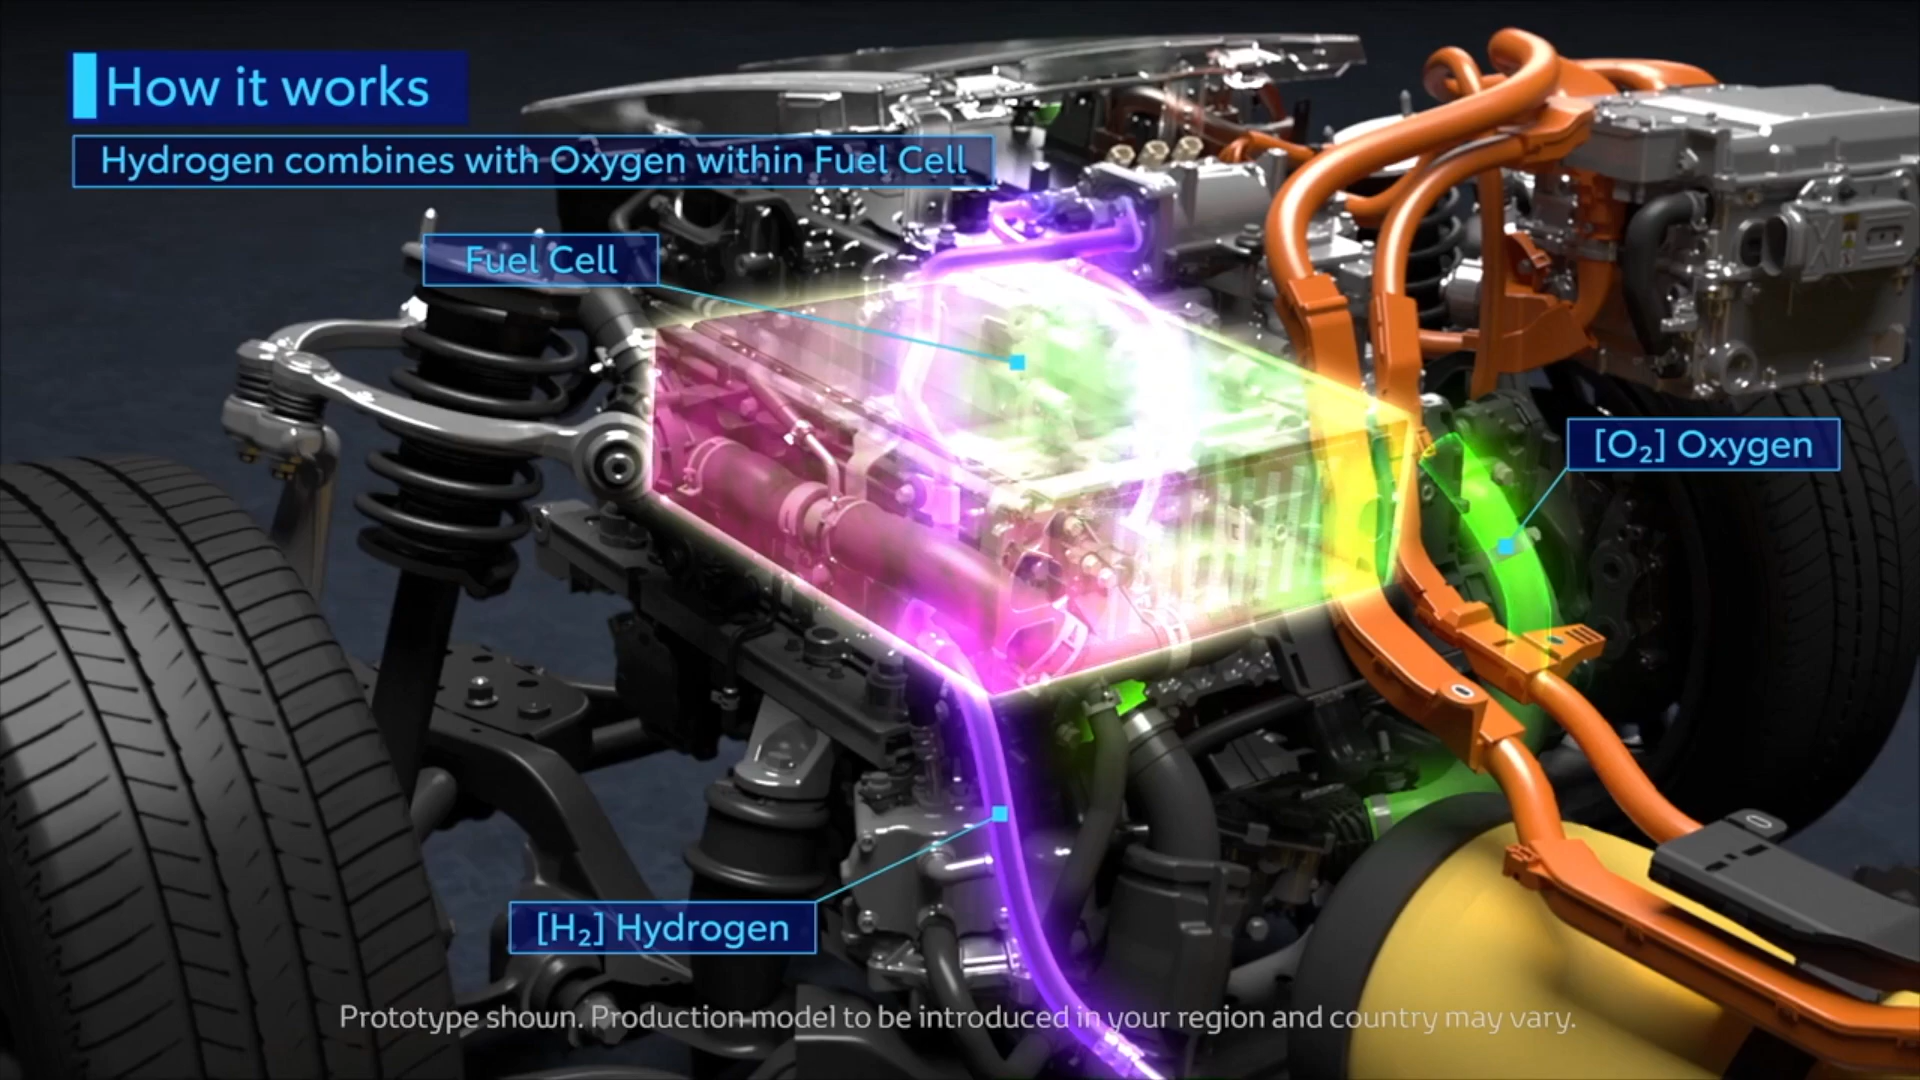 How it works
Hydrogen combines with Oxygen within Fuel Cell
Fuel Cell
[O₂] Oxygen
[H₂] Hydrogen
Prototype shown. Production model to be introduced in your region and country may vary.